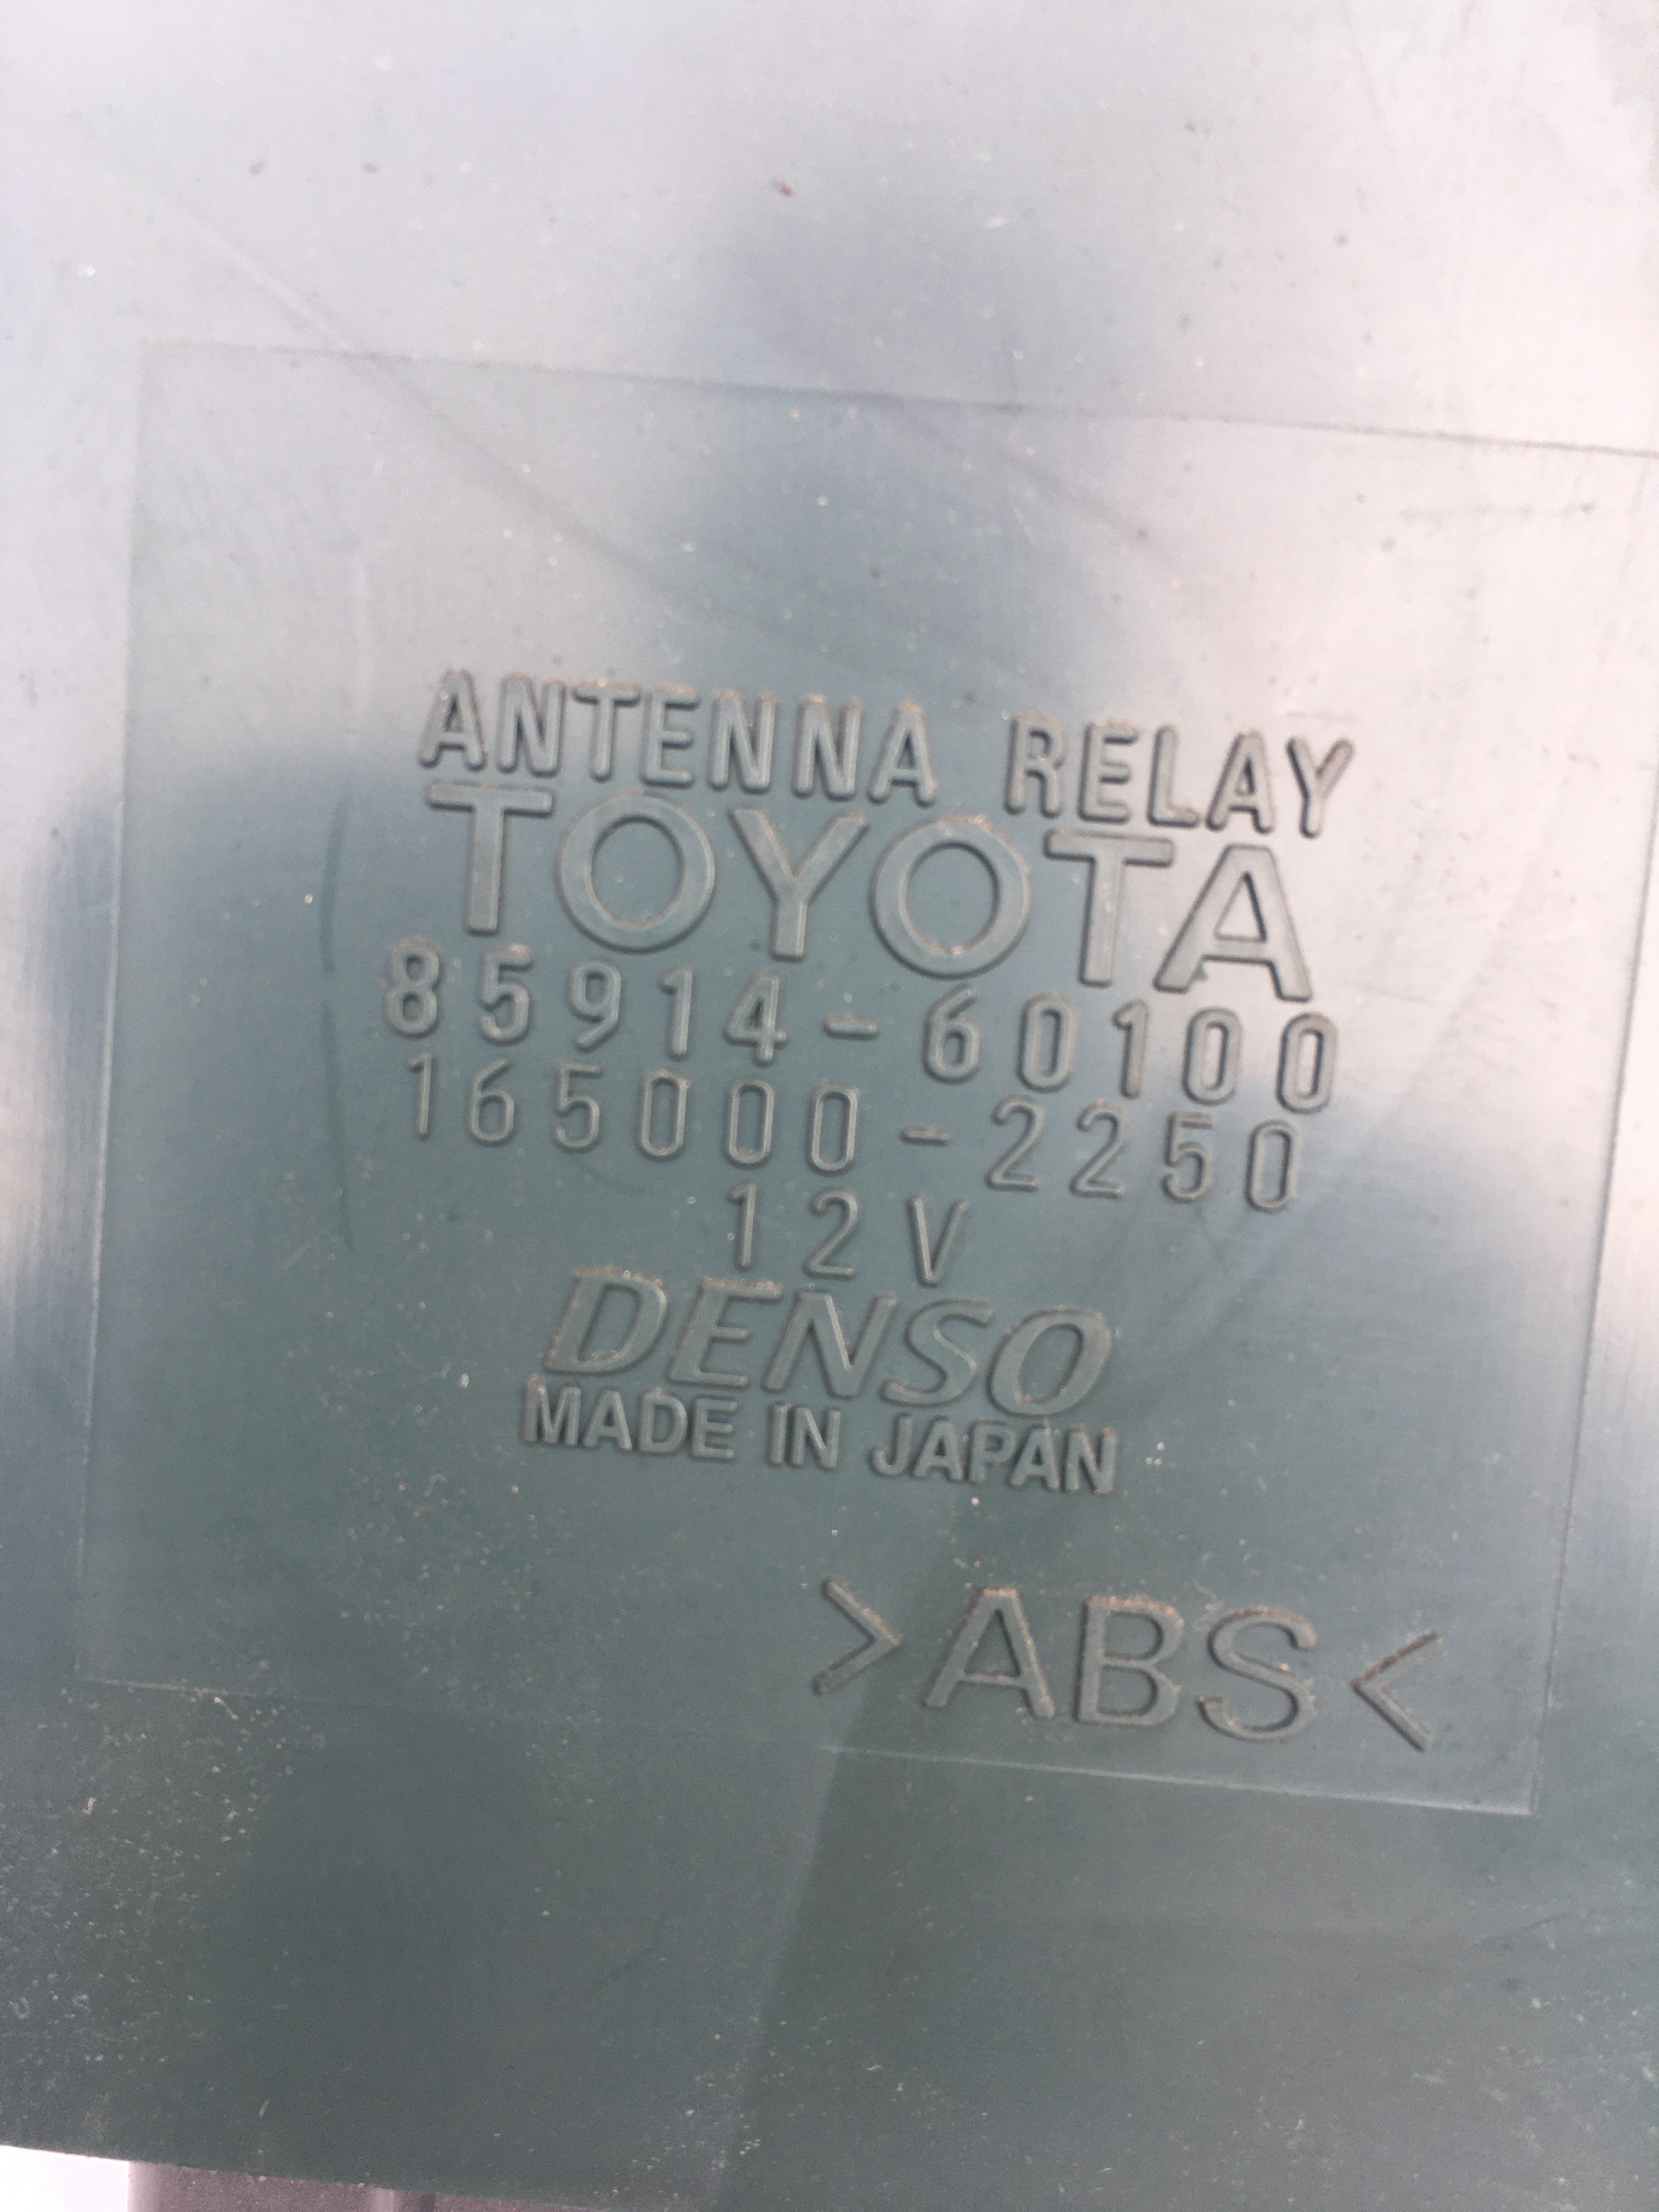 ANTENNA RELAY
TOYOTA
85914-60100
165000-2250
12V
DENSO
MADE IN JAPAN
>ABS<